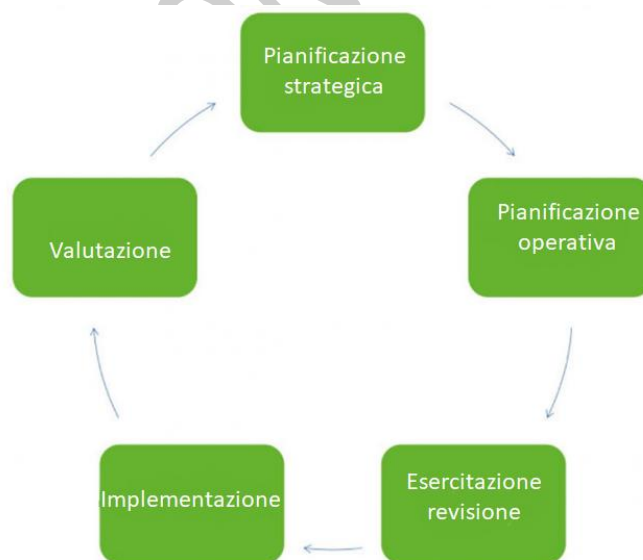 Pianificazione
strategica
Pianificazione
operativa
Esercitazione
revisione
Implementazione
Valutazione